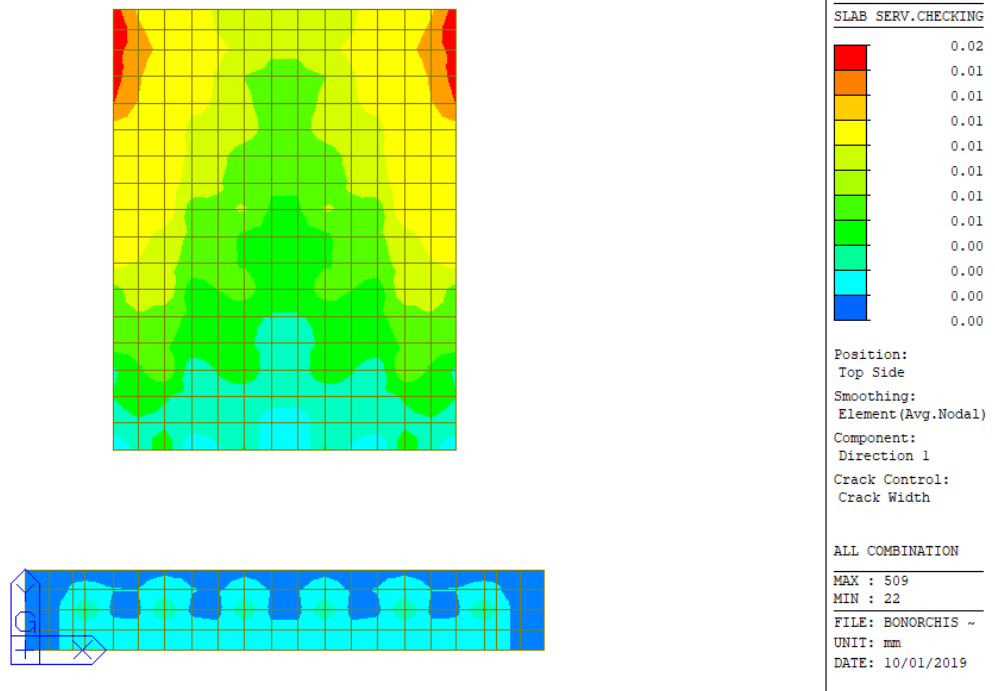 SLAB SERV.CHECKING
0.02
0.01
0.01
0.01
0.01
0.01
0.01
0.01
0.00
0.00
0.00
0.00
Position:
Top Side
Smoothing:
Element(Avg.Nodal)
Component:
Direction 1
Crack Control:
Crack Width
ALL COMBINATION
MAX : 509
MIN : 22
FILE: BONORCHIS ~
UNIT: mm
DATE: 10/01/2019
Y
G
X